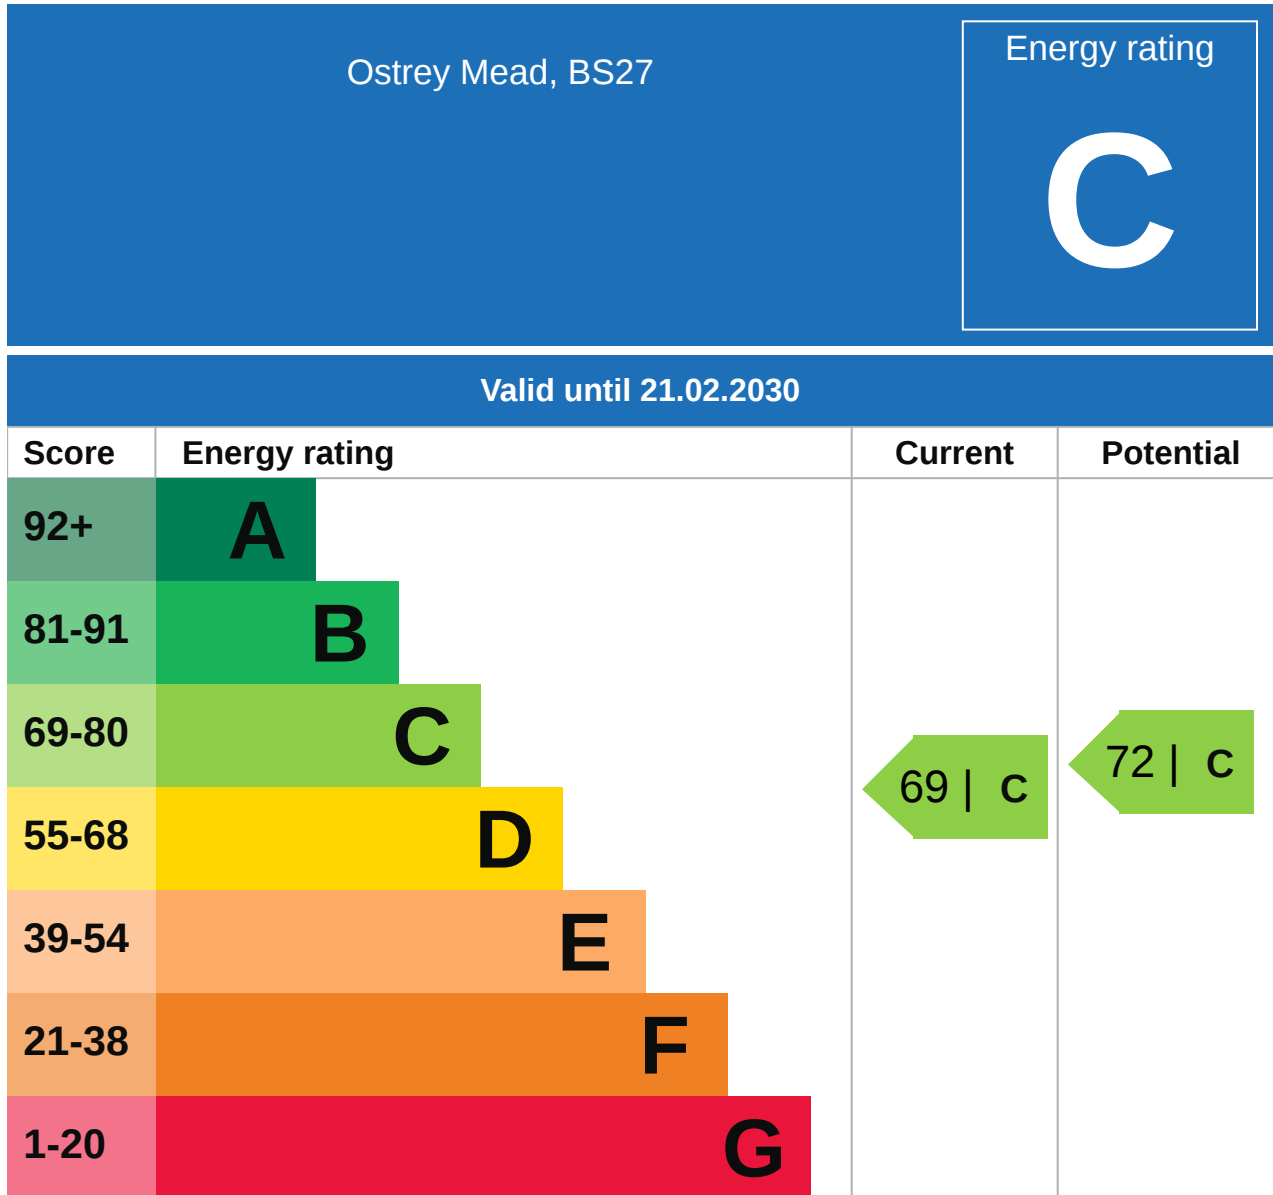 Ostrey Mead, BS27
Energy rating
C
Valid until 21.02.2030
Score Energy rating Current Potential
92+ A
81-91 B
69-80 C
69 | C
72 | C
55-68 D
39-54 E
21-38 F
1-20 G